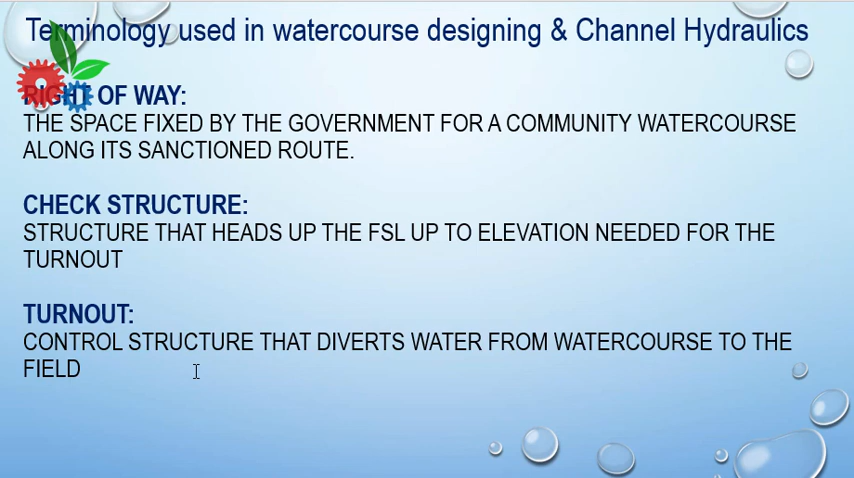 Terminology used in watercourse designing & Channel Hydraulics
RIGHT OF WAY:
THE SPACE FIXED BY THE GOVERNMENT FOR A COMMUNITY WATERCOURSE
ALONG ITS SANCTIONED ROUTE.
CHECK STRUCTURE:
STRUCTURE THAT HEADS UP THE FSL UP TO ELEVATION NEEDED FOR THE
TURNOUT
TURNOUT:
CONTROL STRUCTURE THAT DIVERTS WATER FROM WATERCOURSE TO THE
FIELD